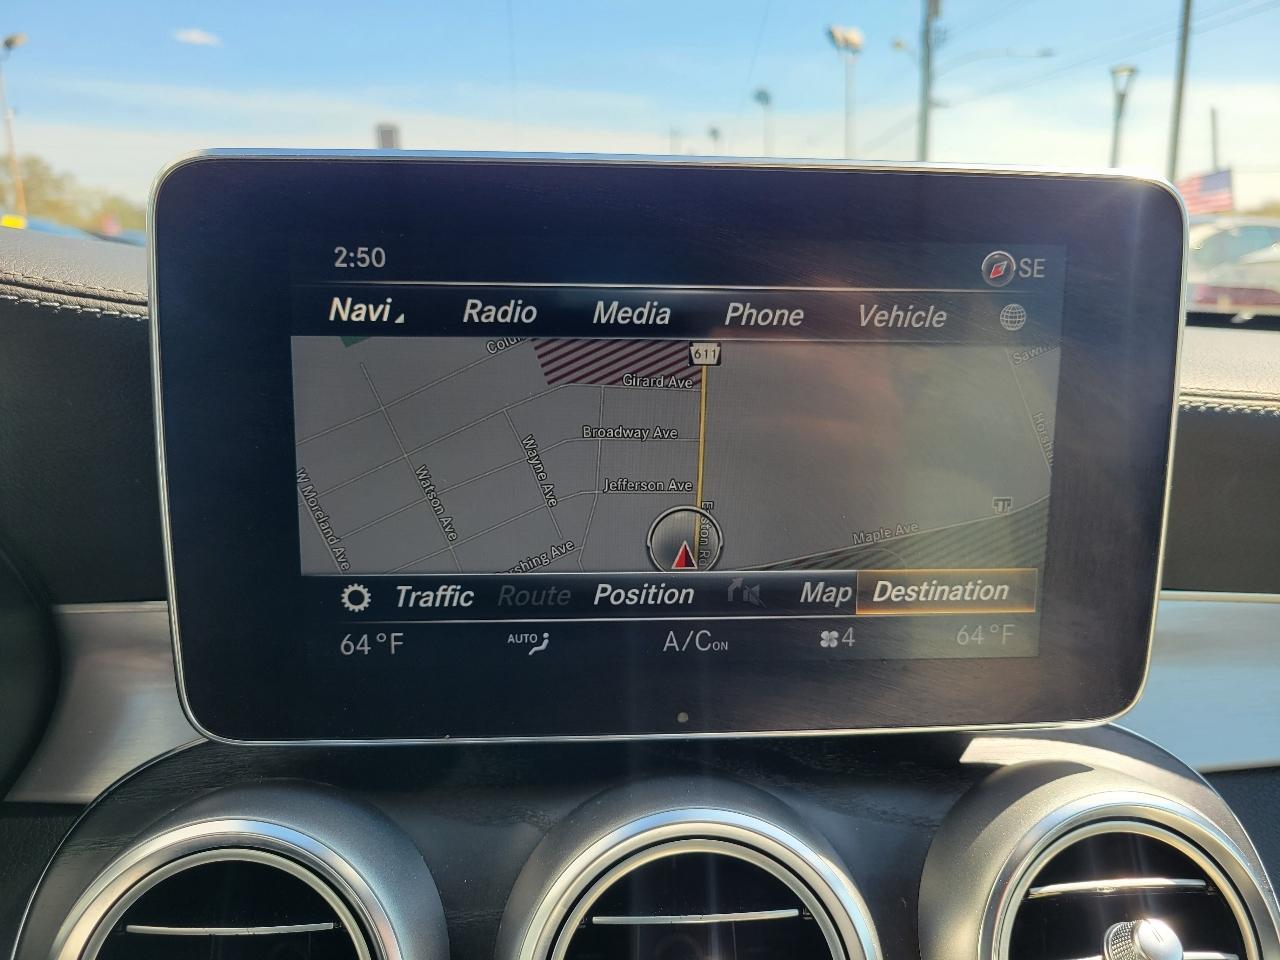 2:50
SE
Navi Radio Media Phone Vehicle
611
Girard Ave
Broadway Ave
Wayne Ave
Watson Ave
W Moreland Ave
Jefferson Ave
Maple Ave
Traffic Route Position Map Destination
64°F AUTO A/C ON 4 64°F